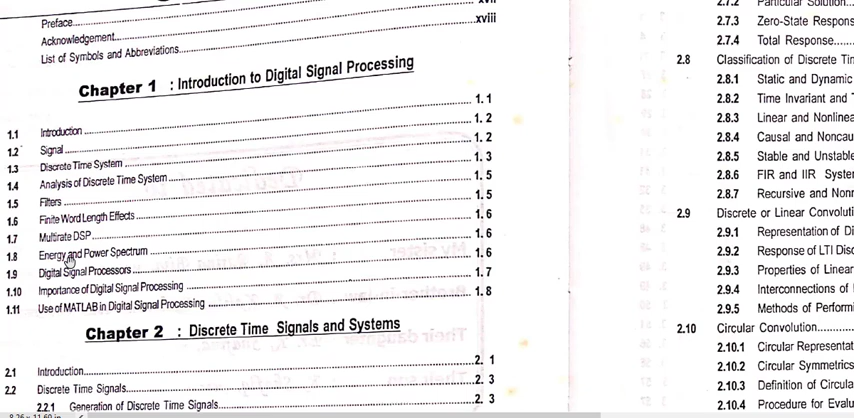 xvii
Preface
xviii
Acknowledgement
List of Symbols and Abbreviations
Chapter 1 : Introduction to Digital Signal Processing
1.1 Introduction 1. 1
1.2 Signal 1. 2
1.3 Discrete Time System 1. 2
1.4 Analysis of Discrete Time System 1. 3
1.5 Filters 1. 5
1.6 Finite Word Length Effects 1. 5
1.7 Multirate DSP 1. 6
1.8 Energy and Power Spectrum 1. 6
1.9 Digital Signal Processors 1. 6
1.10 Importance of Digital Signal Processing 1. 7
1.11 Use of MATLAB in Digital Signal Processing 1. 8
Chapter 2 : Discrete Time Signals and Systems
2.1 Introduction 2. 1
2.2 Discrete Time Signals 2. 3
2.2.1 Generation of Discrete Time Signals 2. 3
8.26 x 11.69 in
2.7.2 Particular Solution
2.7.3 Zero-State Respons
2.7.4 Total Response
2.8 Classification of Discrete Tim
2.8.1 Static and Dynamic
2.8.2 Time Invariant and
2.8.3 Linear and Nonlinea
2.8.4 Causal and Noncau
2.8.5 Stable and Unstable
2.8.6 FIR and IIR System
2.8.7 Recursive and Nonr
2.9 Discrete or Linear Convoluti
2.9.1 Representation of Di
2.9.2 Response of LTI Disc
2.9.3 Properties of Linear
2.9.4 Interconnections of
2.9.5 Methods of Performi
2.10 Circular Convolution
2.10.1 Circular Representat
2.10.2 Circular Symmetrics
2.10.3 Definition of Circula
2.10.4 Procedure for Evalu